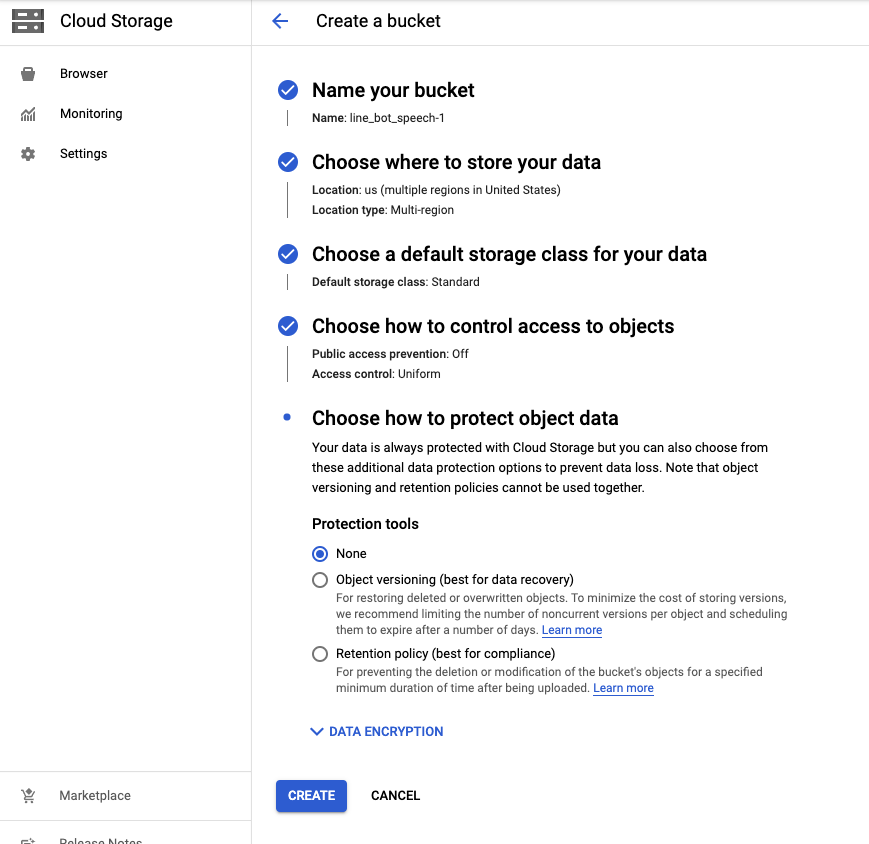 Cloud Storage
Create a bucket
Browser
Monitoring
Settings
Name your bucket
Name: line_bot_speech-1
Choose where to store your data
Location: us (multiple regions in United States)
Location type: Multi-region
Choose a default storage class for your data
Default storage class: Standard
Choose how to control access to objects
Public access prevention: Off
Access control: Uniform
Choose how to protect object data
Your data is always protected with Cloud Storage but you can also choose from
these additional data protection options to prevent data loss. Note that object
versioning and retention policies cannot be used together.
Protection tools
None
Object versioning (best for data recovery)
For restoring deleted or overwritten objects. To minimize the cost of storing versions,
we recommend limiting the number of noncurrent versions per object and scheduling
them to expire after a number of days. Learn more
Retention policy (best for compliance)
For preventing the deletion or modification of the bucket's objects for a specified
minimum duration of time after being uploaded. Learn more
DATA ENCRYPTION
CREATE
CANCEL
Marketplace
Release Notes